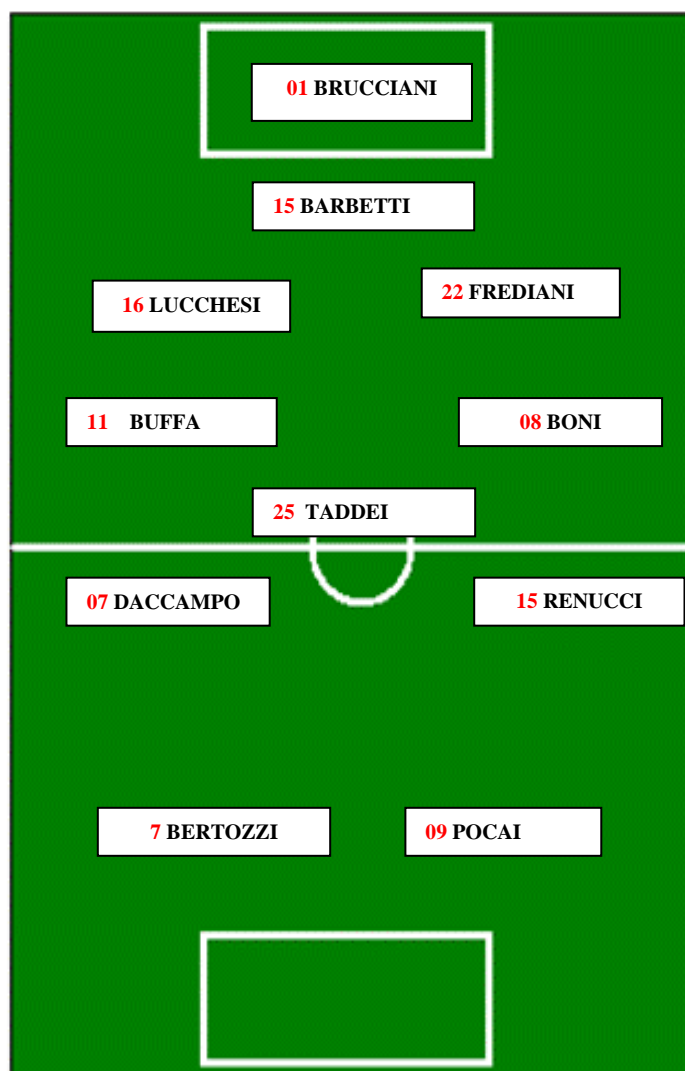 01 BRUCCIANI
15 BARBETTI
16 LUCCHESI
22 FREDIANI
11 BUFFA
08 BONI
25 TADDEI
07 DACCAMPO
15 RENUCCI
7 BERTOZZI
09 POCAI